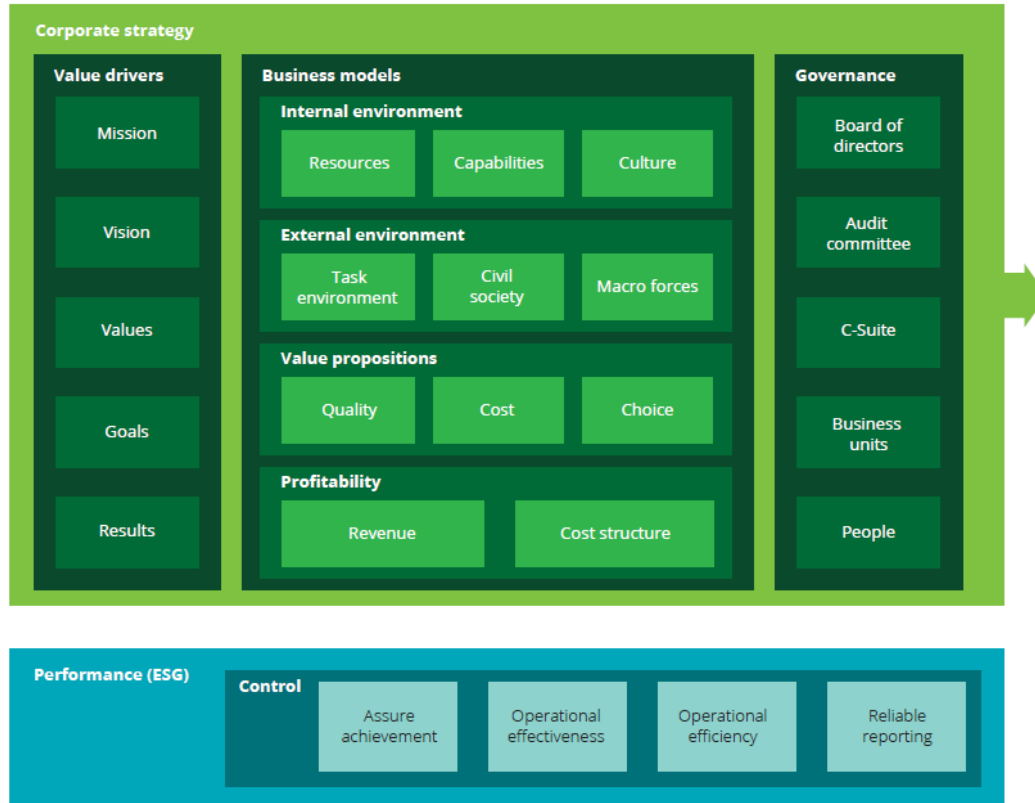 Corporate strategy
Value drivers
Mission
Vision
Values
Goals
Results
Business models
Internal environment
Resources
Capabilities
Culture
External environment
Task
environment
Civil
society
Macro forces
Value propositions
Quality
Cost
Choice
Profitability
Revenue
Cost structure
Governance
Board of
directors
Audit
committee
C-Suite
Business
units
People
Performance (ESG)
Control
Assure
achievement
Operational
effectiveness
Operational
efficiency
Reliable
reporting